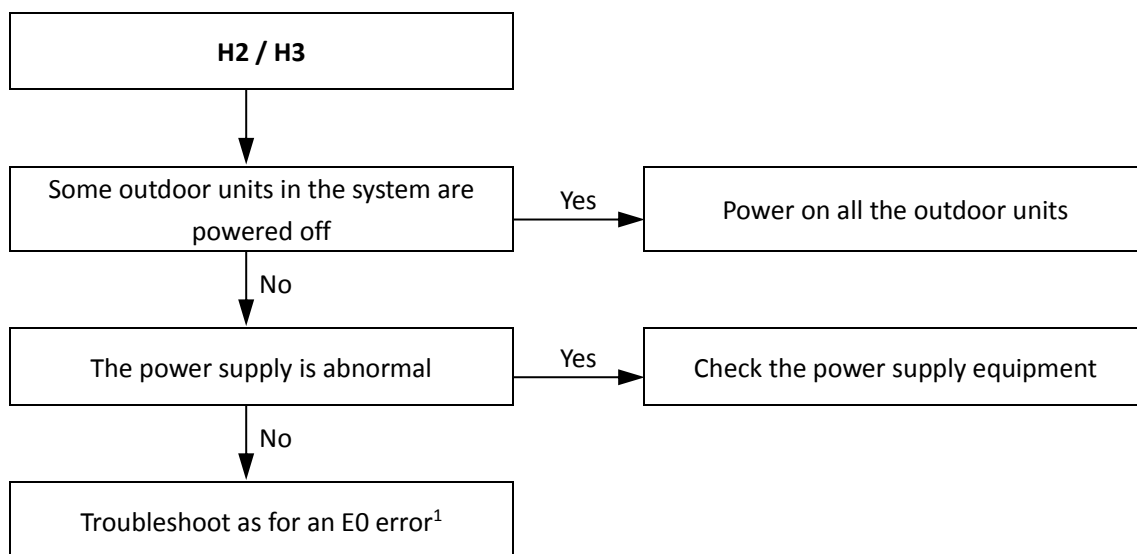 H2 / H3
Some outdoor units in the system are
powered off
Yes
Power on all the outdoor units
No
The power supply is abnormal
Yes
Check the power supply equipment
No
Troubleshoot as for an E0 error¹